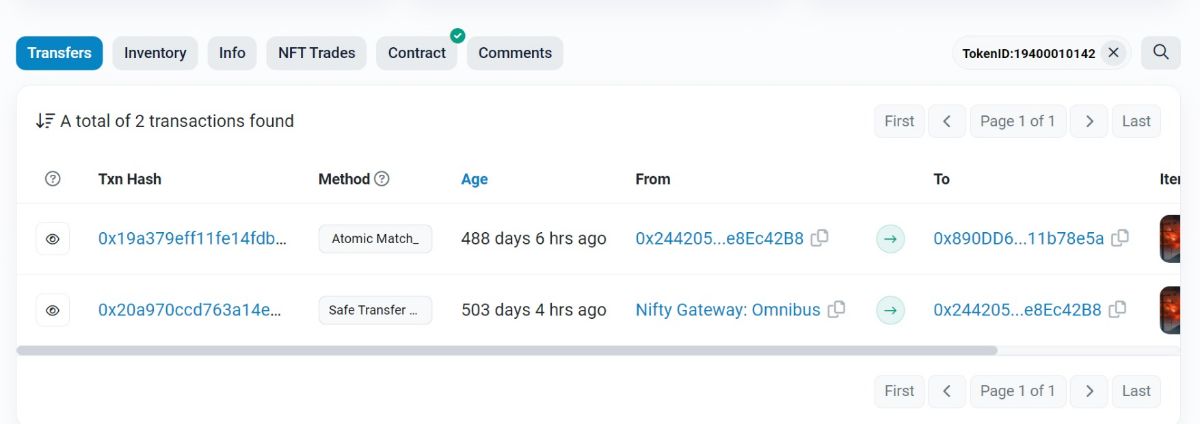 Transfers Inventory Info NFT Trades Contract Comments TokenID:19400010142
A total of 2 transactions found First Page 1 of 1 Last
Txn Hash Method Age From To Iter
0x19a379eff11fe14fdb... Atomic Match_ 488 days 6 hrs ago 0x244205...e8Ec42B8 0x890DD6...11b78e5a
0x20a970ccd763a14e... Safe Transfer ... 503 days 4 hrs ago Nifty Gateway: Omnibus 0x244205...e8Ec42B8
First Page 1 of 1 Last